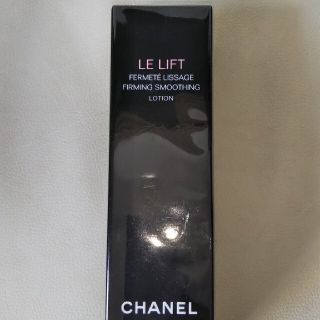 LE LIFT
FERMETÉ LISSAGE
FIRMING SMOOTHING
LOTION
CHANEL